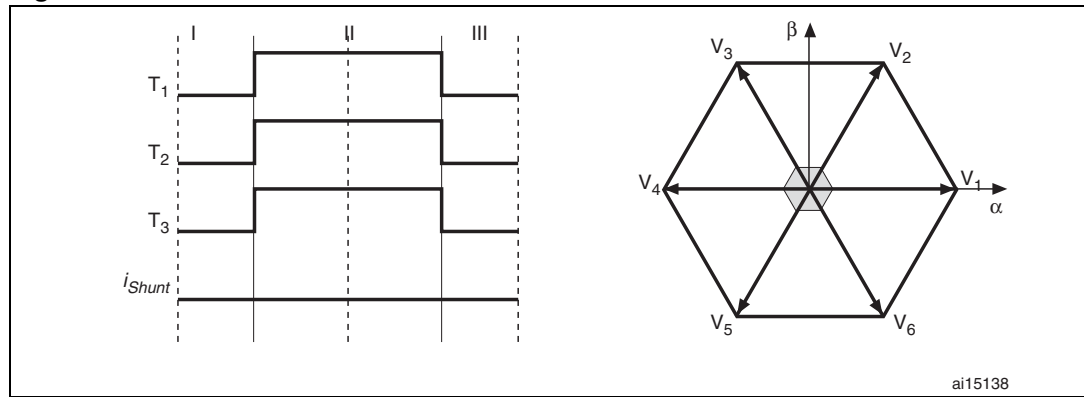 I II III
T1
T2
T3
iShunt
β
V3 V2
V4 V1
α
V5 V6
ai15138